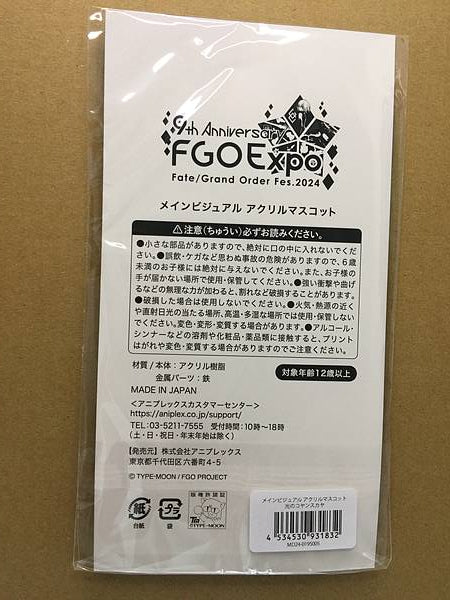 9th Anniversary
FGO Expo
Fate/Grand Order Fes.2024
メインビジュアル アクリルマスコット
注意(ちゅうい)必ずお読みください。
●小さな部品がありますので、絶対に口の中に入れないでくだ
さい。●誤飲・ケガなど思わぬ事故の危険がありますので、6歳
未満のお子様には絶対に与えないでください。また、お子様の
手が届かない場所で使用・保管してください。●強い衝撃や曲げ
るなどの無理な力が加わると、割れなど破損することがあります。
●破損した場合は使用しないでください。●火気・熱源の近く
や直射日光の当たる場所、高温・多湿な場所では使用・保管しない
でください。変色・変形・変質する場合があります。●アルコール・
シンナーなどの溶剤や化粧品・薬品類に接触すると、プリント
はがれや変色・変質する場合がありますのでご注意ください。
材質/本体:アクリル樹脂
金属パーツ:鉄
対象年齢12歳以上
MADE IN JAPAN
<アニプレックスカスタマーセンター>
https://aniplex.co.jp/support/
TEL:03-5211-7555 受付時間:10時〜18時
(土・日・祝日・年末年始は除く)
【発売元】株式会社アニプレックス
東京都千代田区六番町4-5
©TYPE-MOON / FGO PROJECT
紙
台紙
プラ
袋
版権許諾証
Tm
©TYPE-MOON
メインビジュアル アクリルマスコット
光のコヤンスカヤ
4 534530 931832